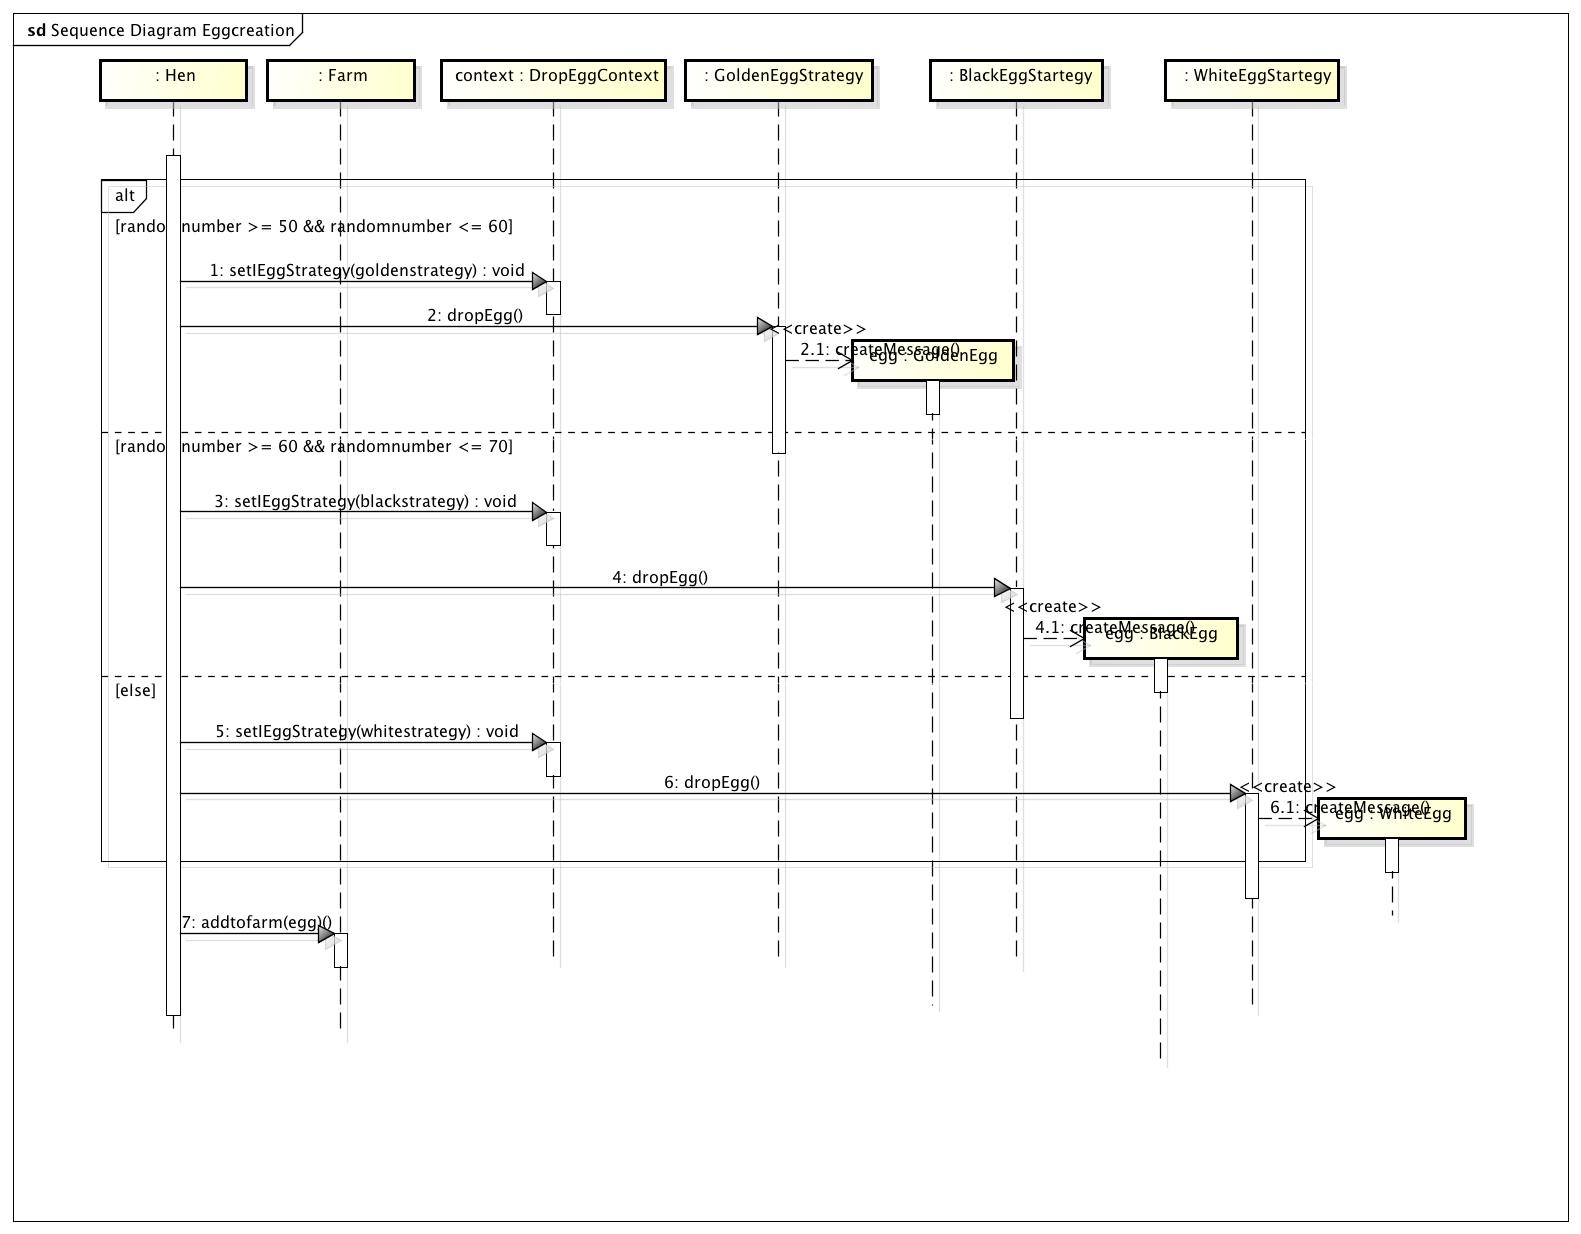 sd Sequence Diagram Eggcreation
: Hen
: Farm
context : DropEggContext
: GoldenEggStrategy
: BlackEggStartegy
: WhiteEggStartegy
alt
[randomnumber >= 50 && randomnumber <= 60]
1: setIEggStrategy(goldenstrategy) : void
2: dropEgg()
<<create>>
2.1: createMessage()
egg : GoldenEgg
[randomnumber >= 60 && randomnumber <= 70]
3: setIEggStrategy(blackstrategy) : void
4: dropEgg()
<<create>>
4.1: createMessage()
egg : BlackEgg
[else]
5: setIEggStrategy(whitestrategy) : void
6: dropEgg()
<<create>>
6.1: createMessage()
egg : WhiteEgg
7: addtofarm(egg)()